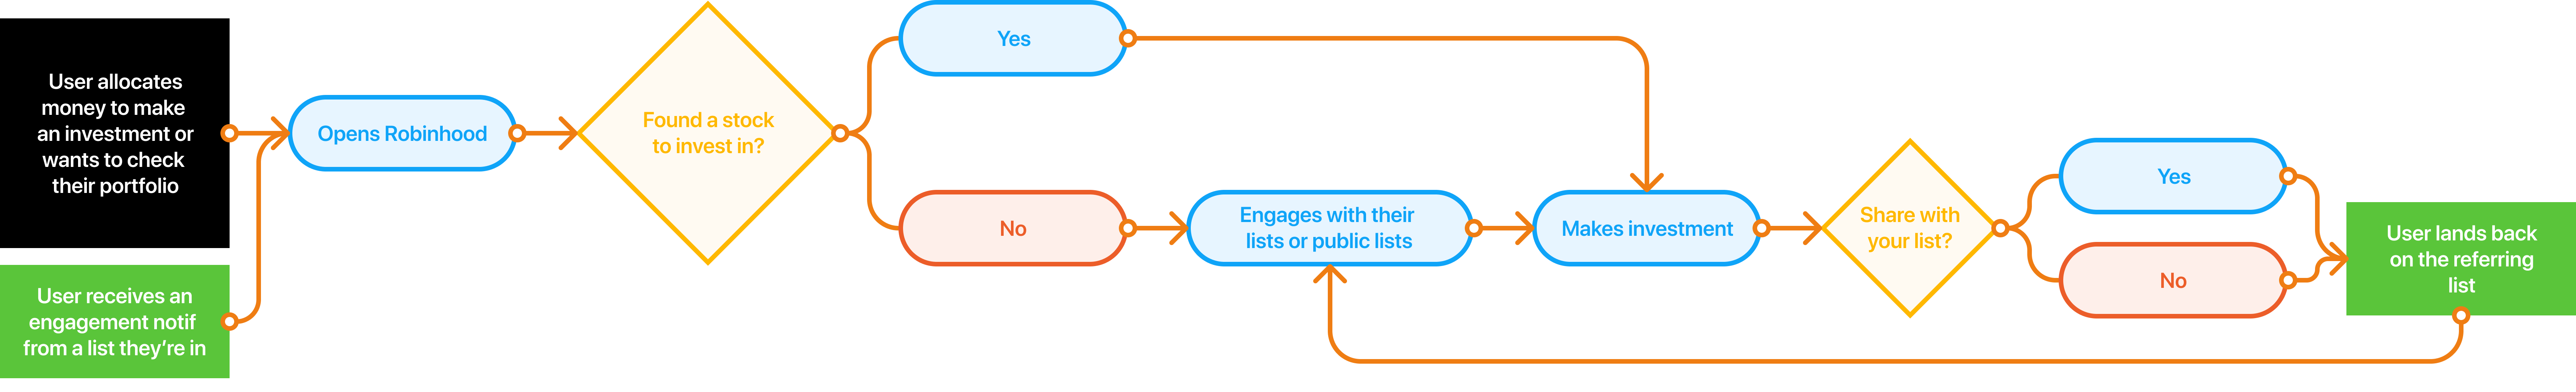 User allocates
money to make
an investment or
wants to check
their portfolio
User receives an
engagement notif
from a list they’re in
Opens Robinhood
Found a stock
to invest in?
Yes
No
Engages with their
lists or public lists
Makes investment
Share with
your list?
Yes
No
User lands back
on the referring
list